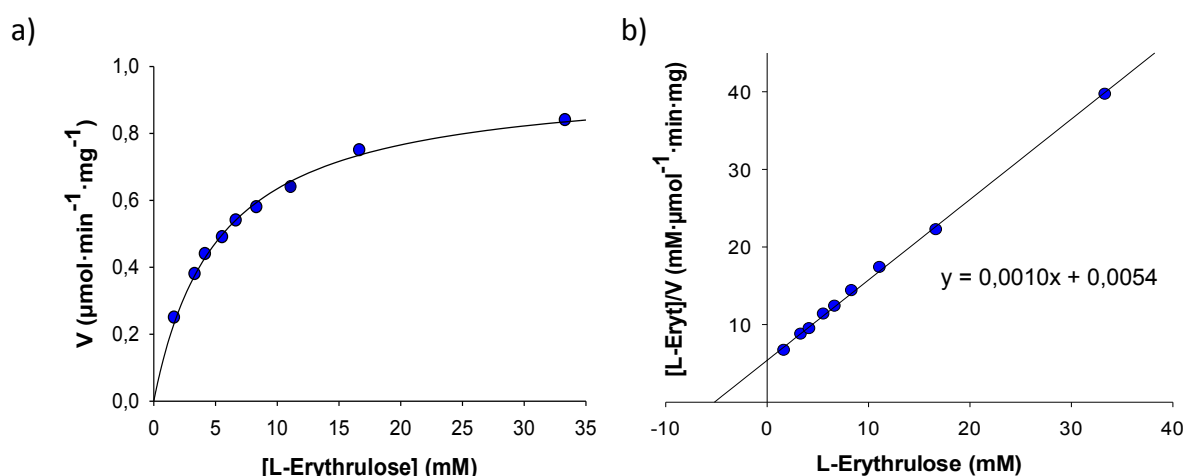 a)
V (µmol·min⁻¹·mg⁻¹)
1,0
0,8
0,6
0,4
0,2
0,0
0 5 10 15 20 25 30 35
[L-Erythrulose] (mM)
b)
[L-Eryt]/V (mM·µmol⁻¹·min·mg)
40
30
20
10
y = 0,0010x + 0,0054
-10 0 10 20 30 40
L-Erythrulose (mM)